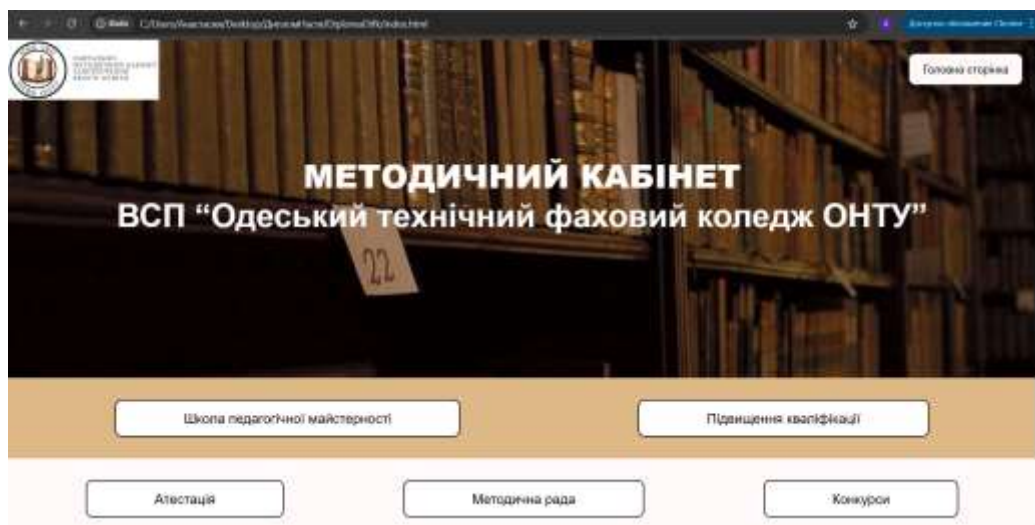 Головна сторінка
МЕТОДИЧНИЙ КАБІНЕТ
ВСП “Одеський технічний фаховий коледж ОНТУ”
22
Школа педагогічної майстерності
Підвищення кваліфікації
Атестація
Методична рада
Конкурси